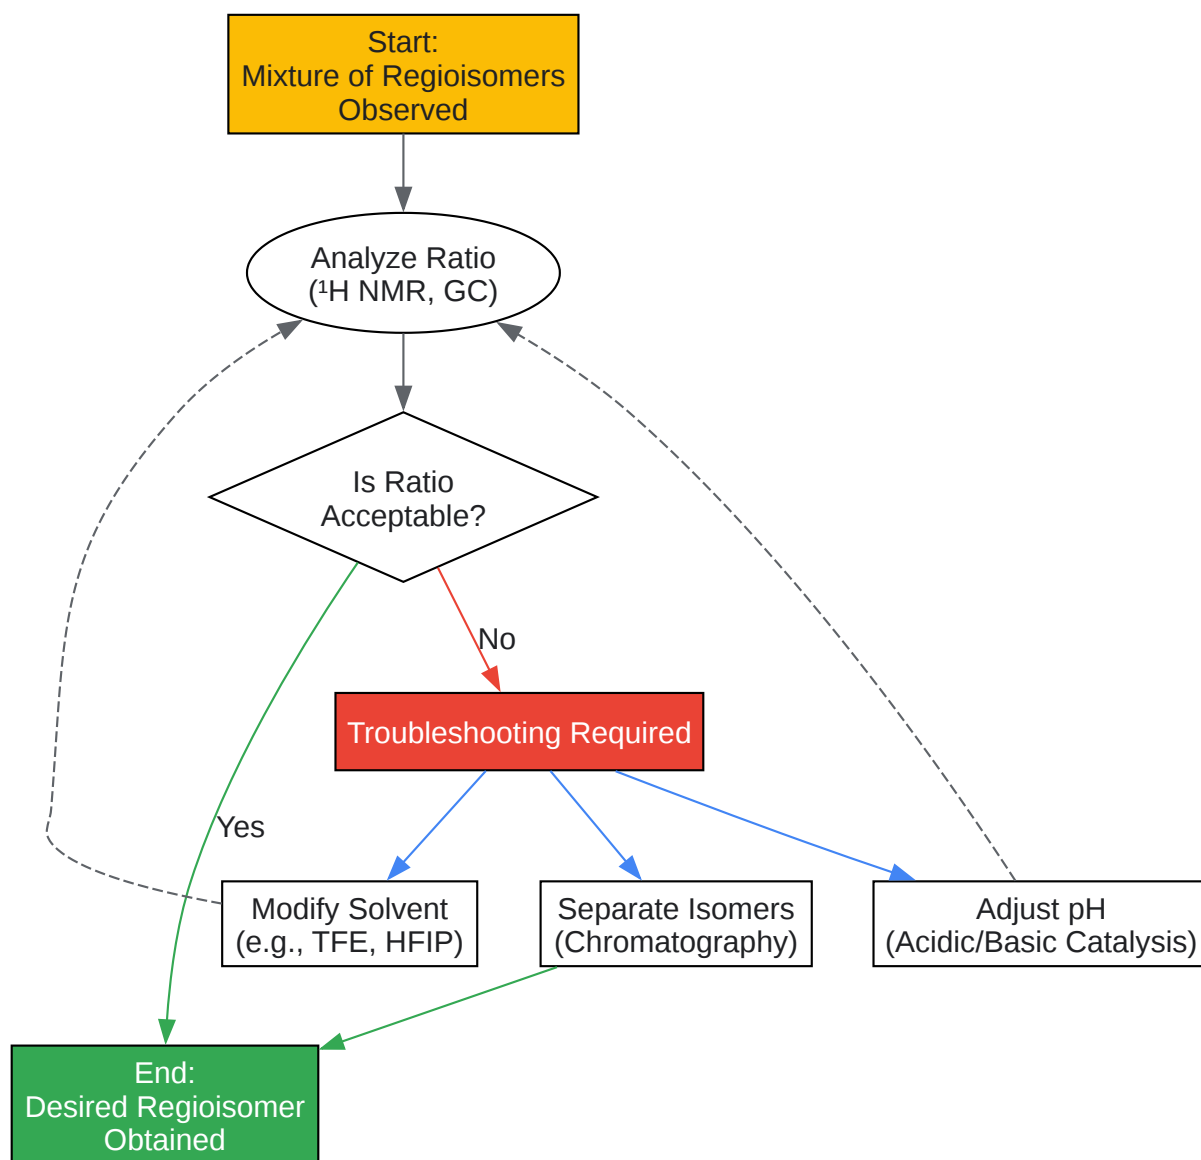 Start:
Mixture of Regioisomers
Observed
Analyze Ratio
(¹H NMR, GC)
Is Ratio
Acceptable?
No
Troubleshooting Required
Yes
Modify Solvent
(e.g., TFE, HFIP)
Separate Isomers
(Chromatography)
Adjust pH
(Acidic/Basic Catalysis)
End:
Desired Regioisomer
Obtained